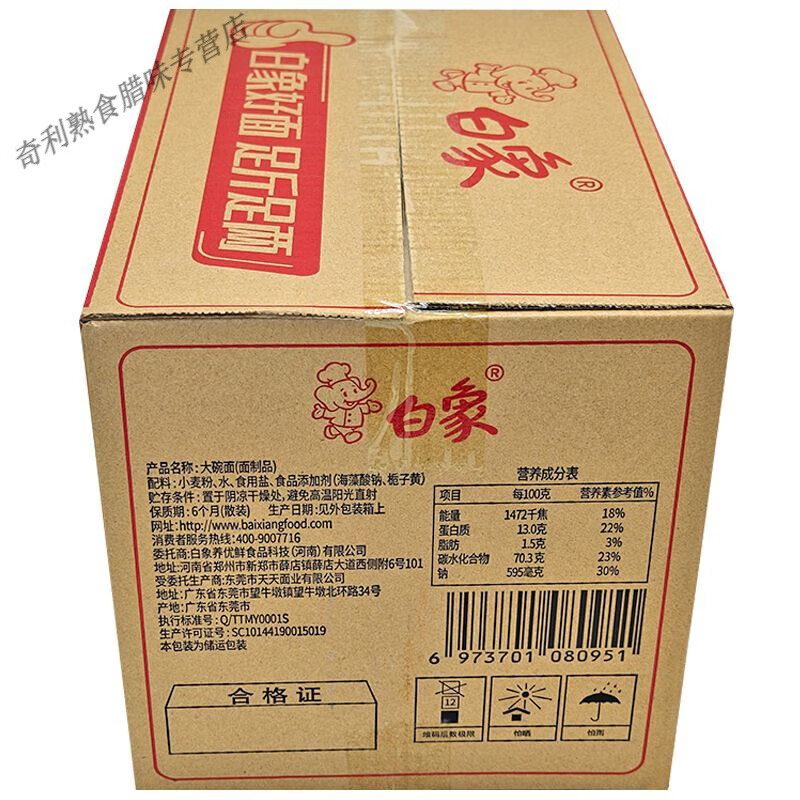 奇利熟食腊味专营店
白象好面 足斤足两
白象®
白象®
产品名称:大碗面(面制品)
配料:小麦粉、水、食用盐、食品添加剂(海藻酸钠、栀子黄)
贮存条件:置于阴凉干燥处,避免高温阳光直射
保质期:6个月(散装) 生产日期:见外包装箱上
网址:http://www.baixiangfood.com
消费者服务热线:400-9007716
委托商:白象养优鲜食品科技(河南)有限公司
地址:河南省郑州市新郑市薛店镇薛店大道西侧附6号101
受委托生产商:东莞市天天面业有限公司
地址:广东省东莞市望牛墩镇望牛墩北环路34号
产地:广东省东莞市
执行标准号:Q/TTMY0001S
生产许可证号:SC10144190015019
本包装为储运包装
合格证
营养成分表
项目 每100克 营养素参考值%
能量 1472千焦 18%
蛋白质 13.0克 22%
脂肪 1.5克 3%
碳水化合物 70.3克 23%
钠 595毫克 30%
6 973701 080951
12
堆码层数极限 怕晒 怕雨